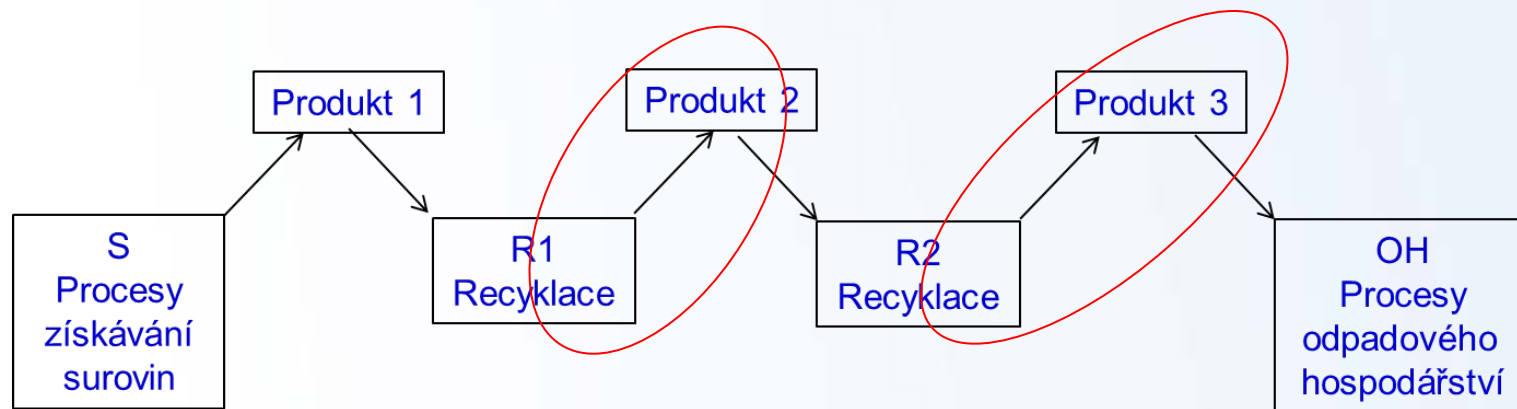 Produkt 1
Produkt 2
Produkt 3
S
Procesy
získávání
surovin
R1
Recyklace
R2
Recyklace
OH
Procesy
odpadového
hospodářství